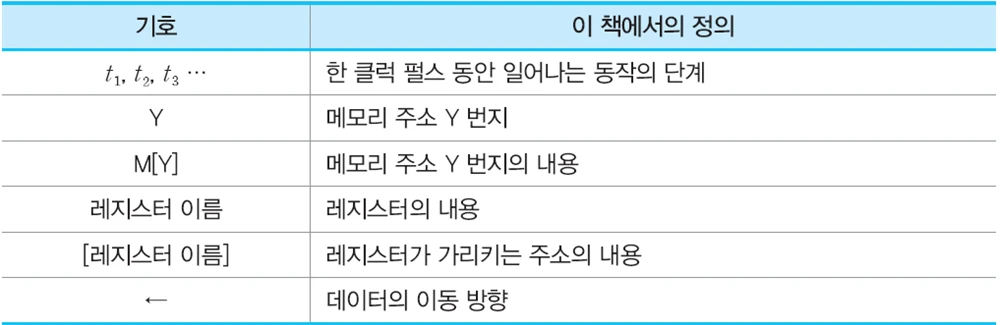 기호 이 책에서의 정의
t₁, t₂, t₃ … 한 클럭 펄스 동안 일어나는 동작의 단계
Y 메모리 주소 Y 번지
M[Y] 메모리 주소 Y 번지의 내용
레지스터 이름 레지스터의 내용
[레지스터 이름] 레지스터가 가리키는 주소의 내용
← 데이터의 이동 방향